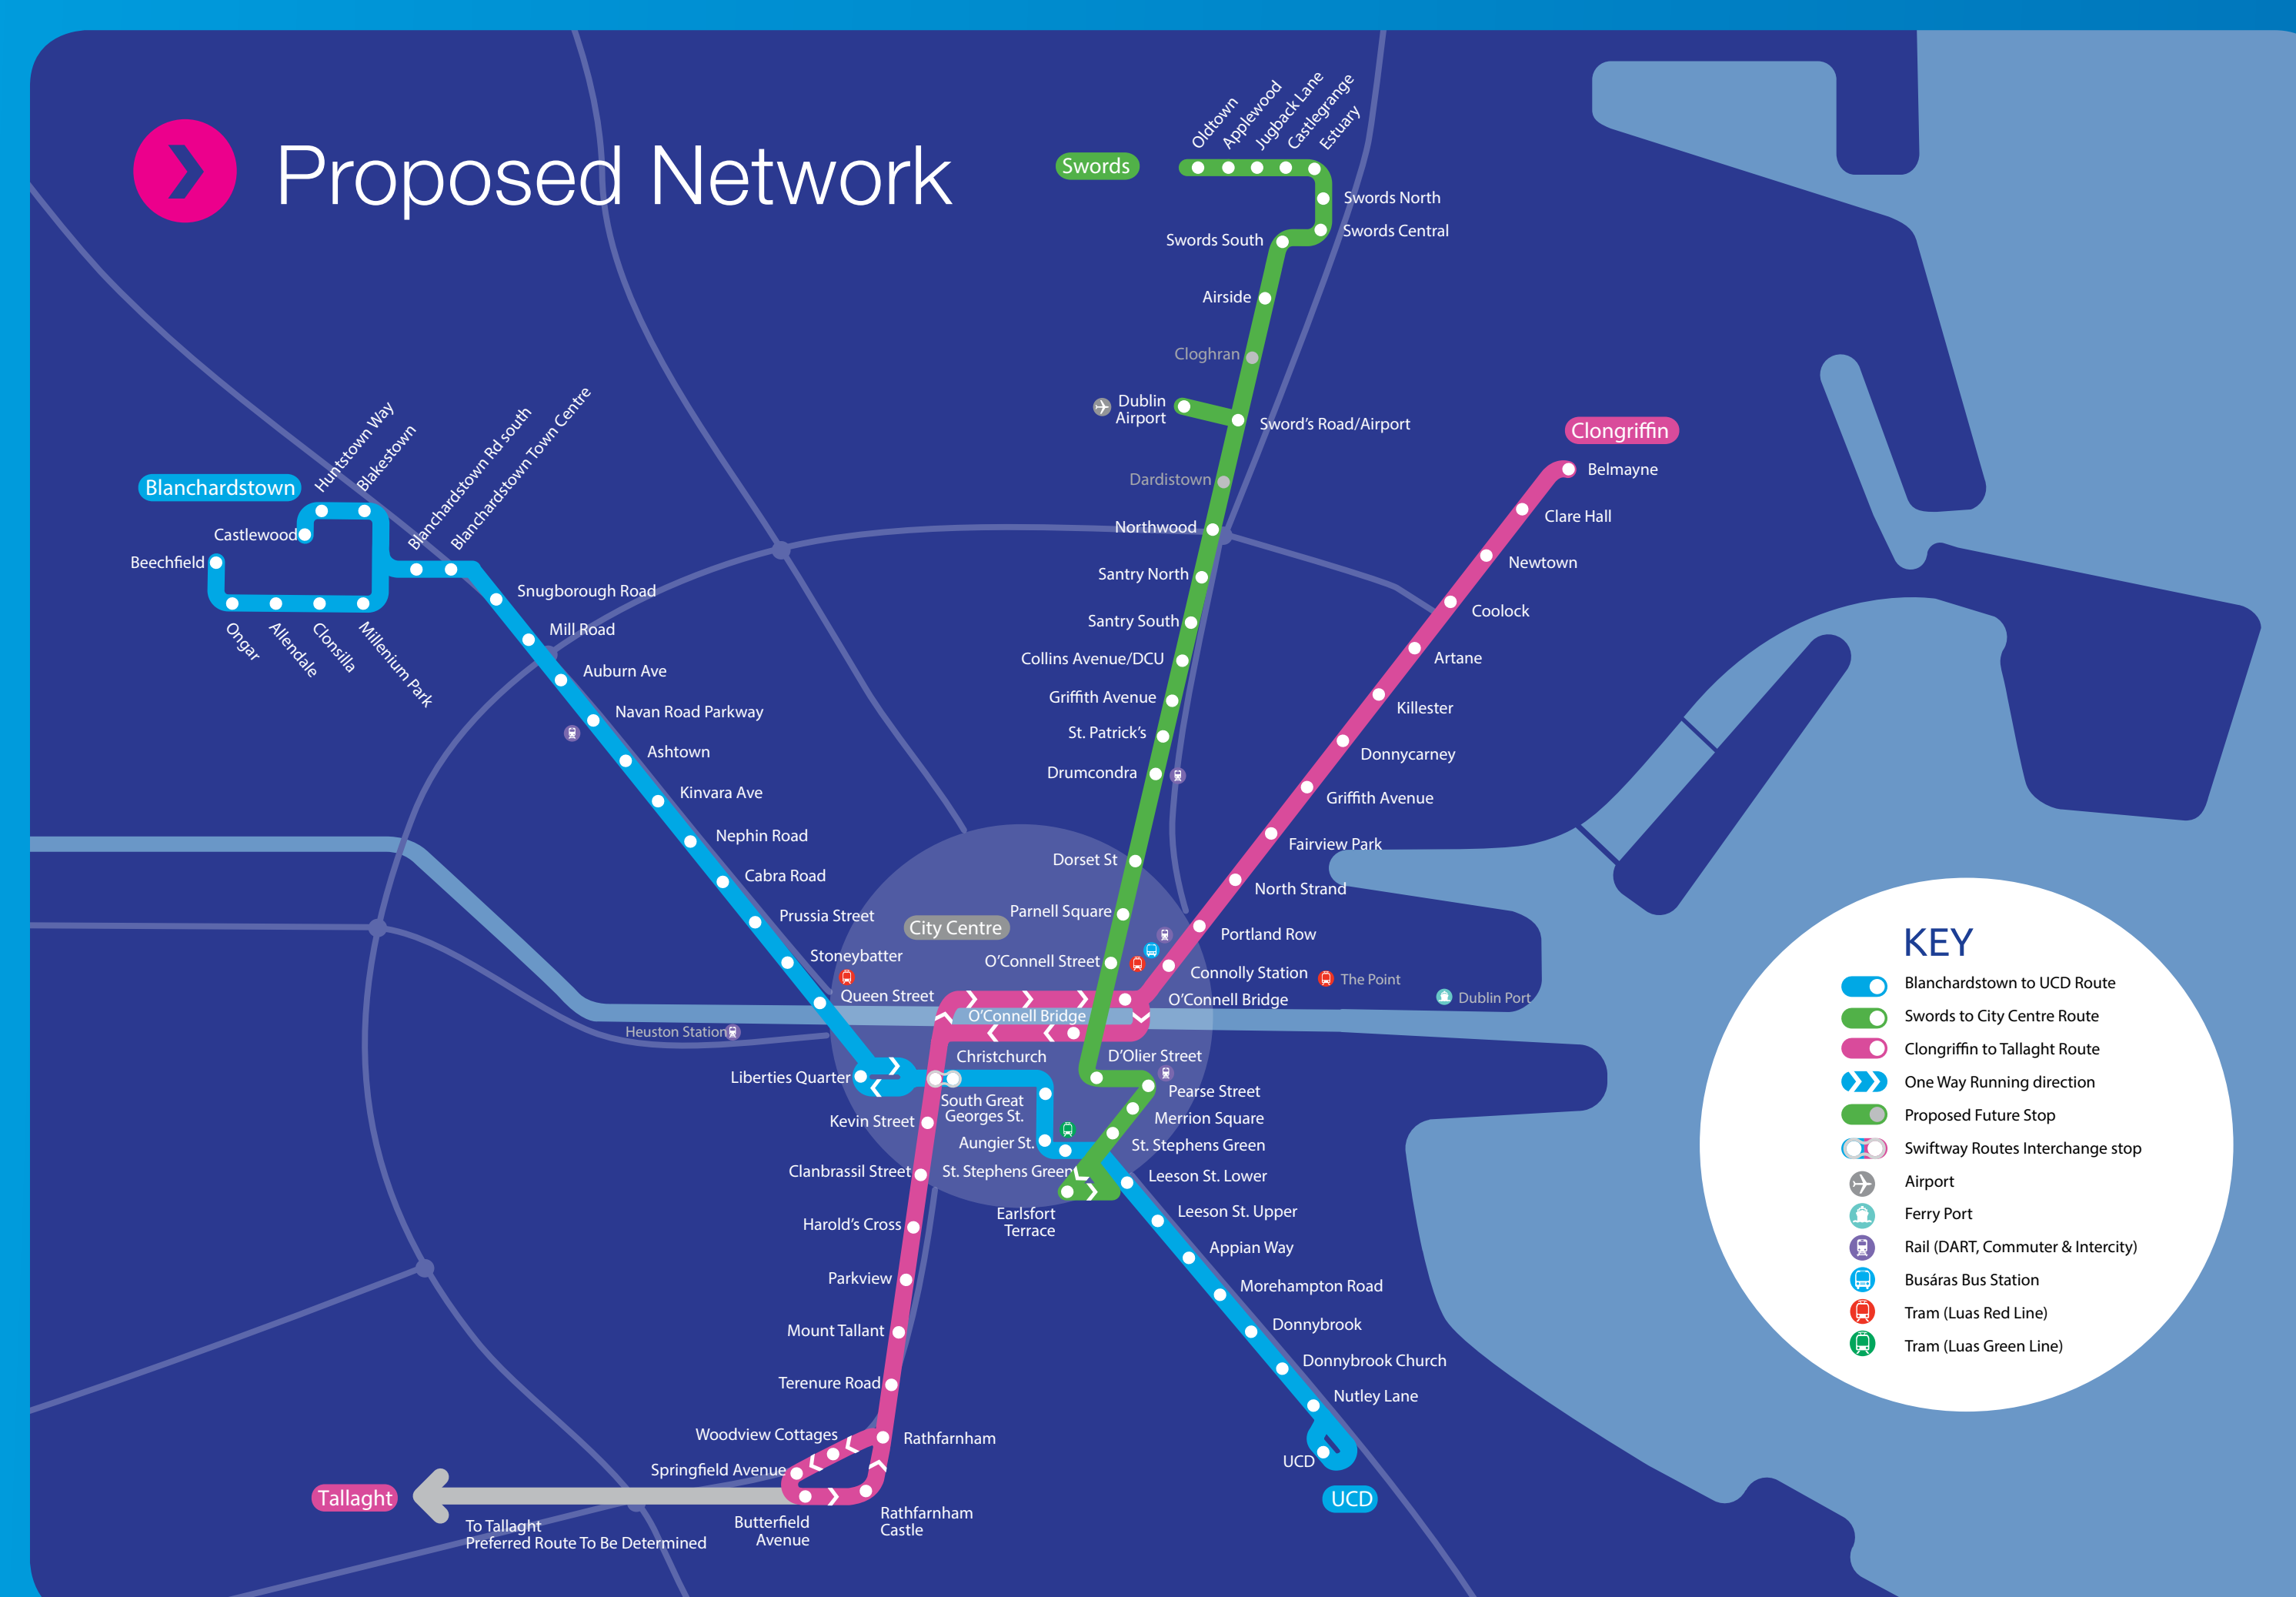 Proposed Network
Swords
Oldtown
Applewood
Jugback Lane
Castlegrange
Estuary
Swords North
Swords Central
Swords South
Airside
Cloghran
Dublin
Airport
Sword's Road/Airport
Dardistown
Northwood
Santry North
Santry South
Collins Avenue/DCU
Griffith Avenue
St. Patrick's
Drumcondra
Dorset St
Parnell Square
O'Connell Street
D'Olier Street
Pearse Street
Merrion Square
St. Stephens Green
Earlsfort
Terrace
Clongriffin
Belmayne
Clare Hall
Newtown
Coolock
Artane
Killester
Donnycarney
Griffith Avenue
Fairview Park
North Strand
Portland Row
Connolly Station
The Point
Dublin Port
O'Connell Bridge
O'Connell Bridge
City Centre
Blanchardstown
Huntstown Way
Blakestown
Castlewood
Beechfield
Ongar
Allendale
Clonsilla
Millenium Park
Blanchardstown Rd south
Blanchardstown Town Centre
Snugborough Road
Mill Road
Auburn Ave
Navan Road Parkway
Ashtown
Kinvara Ave
Nephin Road
Cabra Road
Prussia Street
Stoneybatter
Queen Street
Heuston Station
Liberties Quarter
Christchurch
South Great
Georges St.
Aungier St.
St. Stephens Green
Leeson St. Lower
Leeson St. Upper
Appian Way
Morehampton Road
Donnybrook
Donnybrook Church
Nutley Lane
UCD
UCD
Kevin Street
Clanbrassil Street
Harold's Cross
Parkview
Mount Tallant
Terenure Road
Woodview Cottages
Rathfarnham
Springfield Avenue
Butterfield
Avenue
Rathfarnham
Castle
Tallaght
To Tallaght
Preferred Route To Be Determined
KEY
Blanchardstown to UCD Route
Swords to City Centre Route
Clongriffin to Tallaght Route
One Way Running direction
Proposed Future Stop
Swiftway Routes Interchange stop
Airport
Ferry Port
Rail (DART, Commuter & Intercity)
Busáras Bus Station
Tram (Luas Red Line)
Tram (Luas Green Line)